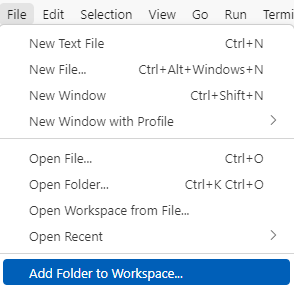 File Edit Selection View Go Run Termi
New Text File Ctrl+N
New File... Ctrl+Alt+Windows+N
New Window Ctrl+Shift+N
New Window with Profile
Open File... Ctrl+O
Open Folder... Ctrl+K Ctrl+O
Open Workspace from File...
Open Recent
Add Folder to Workspace...